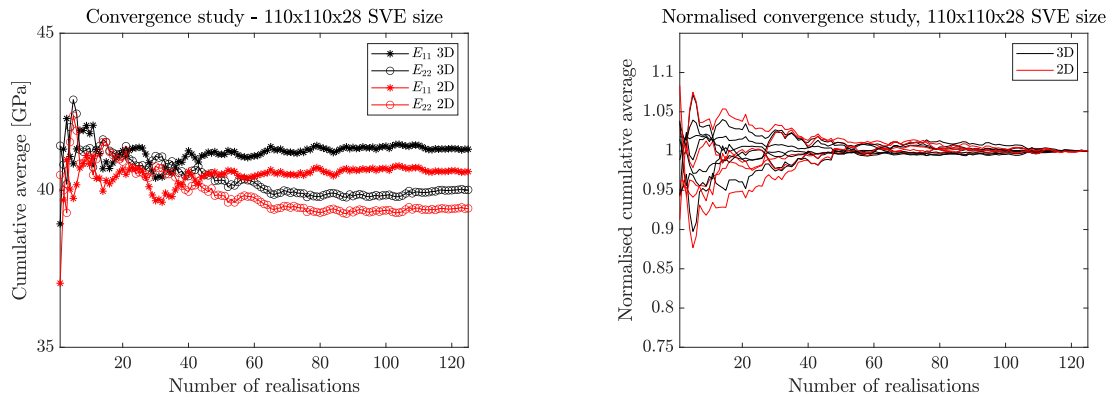 Convergence study - 110x110x28 SVE size
45
40
35
Cumulative average [GPa]
E11 3D
E22 3D
E11 2D
E22 2D
20
40
60
80
100
120
Number of realisations
Normalised convergence study, 110x110x28 SVE size
1.1
1.05
1
0.95
0.9
0.85
0.8
0.75
Normalised cumulative average
3D
2D
20
40
60
80
100
120
Number of realisations